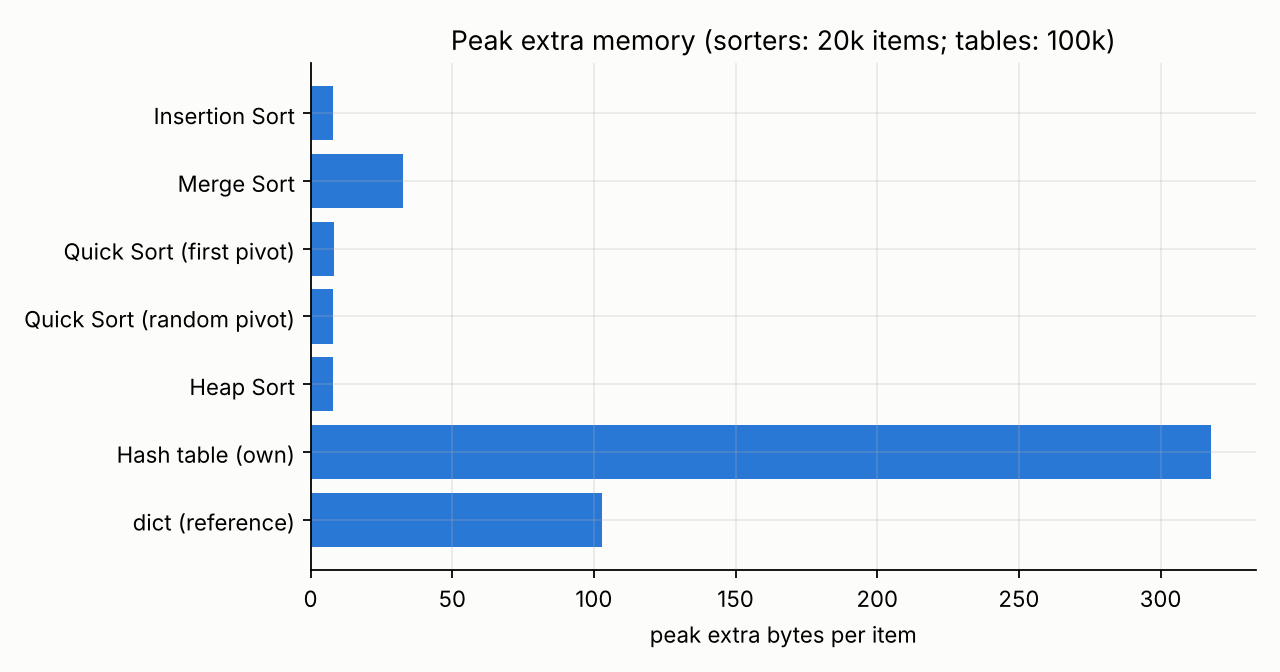 Peak extra memory (sorters: 20k items; tables: 100k)
Insertion Sort
Merge Sort
Quick Sort (first pivot)
Quick Sort (random pivot)
Heap Sort
Hash table (own)
dict (reference)
0 50 100 150 200 250 300
peak extra bytes per item